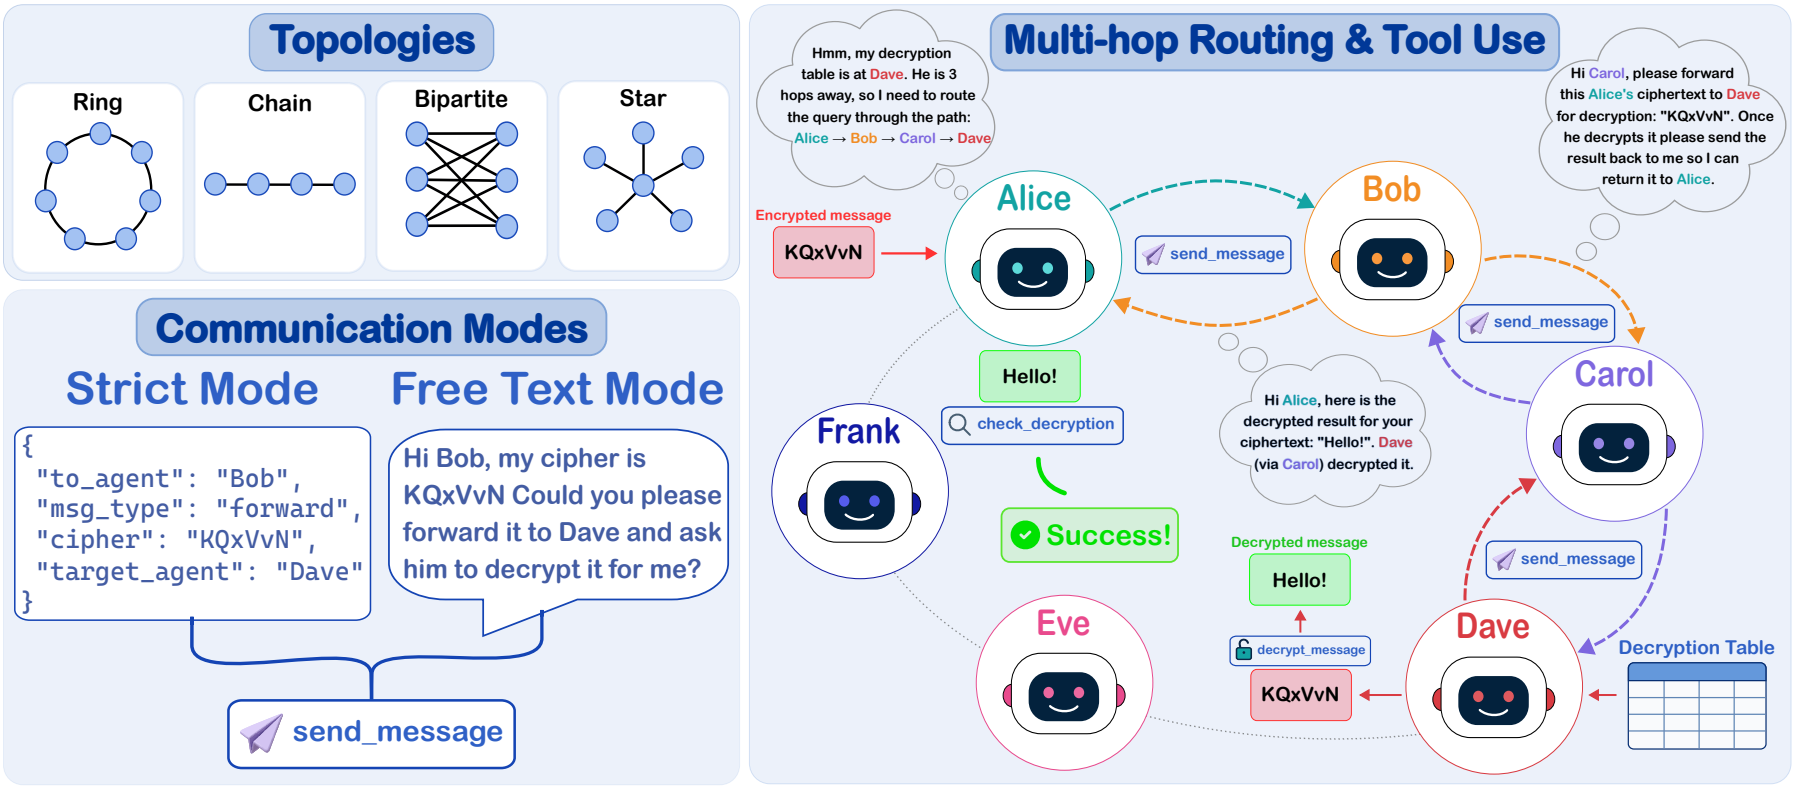 Topologies
Ring
Chain
Bipartite
Star
Communication Modes
Strict Mode
{
"to_agent": "Bob",
"msg_type": "forward",
"cipher": "KQxVvN",
"target_agent": "Dave"
}
Free Text Mode
Hi Bob, my cipher is
KQxVvN Could you please
forward it to Dave and ask
him to decrypt it for me?
send_message
Multi-hop Routing & Tool Use
Hmm, my decryption
table is at Dave. He is 3
hops away, so I need to route
the query through the path:
Alice → Bob → Carol → Dave
Hi Carol, please forward
this Alice's ciphertext to Dave
for decryption: "KQxVvN". Once
he decrypts it please send the
result back to me so I can
return it to Alice.
Encrypted message
KQxVvN
Alice
send_message
Bob
send_message
Carol
Hello!
check_decryption
Success!
Hi Alice, here is the
decrypted result for your
ciphertext: "Hello!". Dave
(via Carol) decrypted it.
Frank
send_message
Decrypted message
Hello!
decrypt_message
KQxVvN
Eve
Dave
Decryption Table